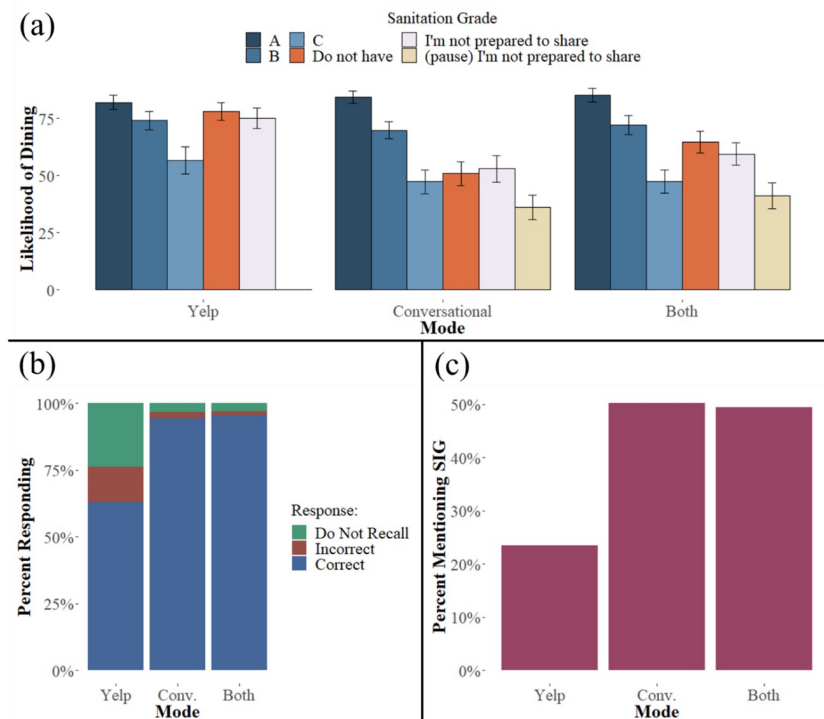 (a)
Sanitation Grade
A C I'm not prepared to share
B Do not have (pause) I'm not prepared to share
Likelihood of Dining
75
50
25
0
Yelp Conversational Both
Mode
(b)
Percent Responding
100%
75%
50%
25%
0%
Yelp Conv. Both
Mode
Response:
Do Not Recall
Incorrect
Correct
(c)
Percent Mentioning SIG
50%
40%
30%
20%
10%
0%
Yelp Conv. Both
Mode